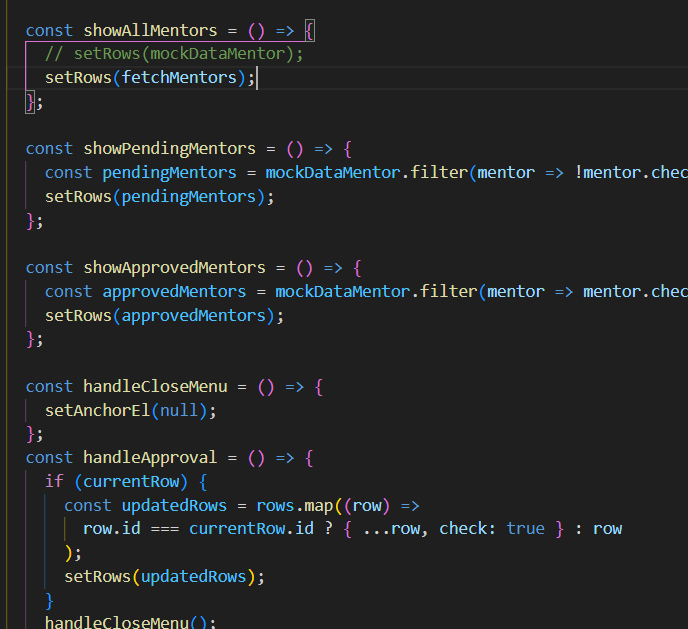 const showAllMentors = () => {
// setRows(mockDataMentor);
setRows(fetchMentors);
};
const showPendingMentors = () => {
const pendingMentors = mockDataMentor.filter(mentor => !mentor.chec
setRows(pendingMentors);
};
const showApprovedMentors = () => {
const approvedMentors = mockDataMentor.filter(mentor => mentor.chec
setRows(approvedMentors);
};
const handleCloseMenu = () => {
setAnchorEl(null);
};
const handleApproval = () => {
if (currentRow) {
const updatedRows = rows.map((row) =>
row.id === currentRow.id ? { ...row, check: true } : row
);
setRows(updatedRows);
}
handleCloseMenu();